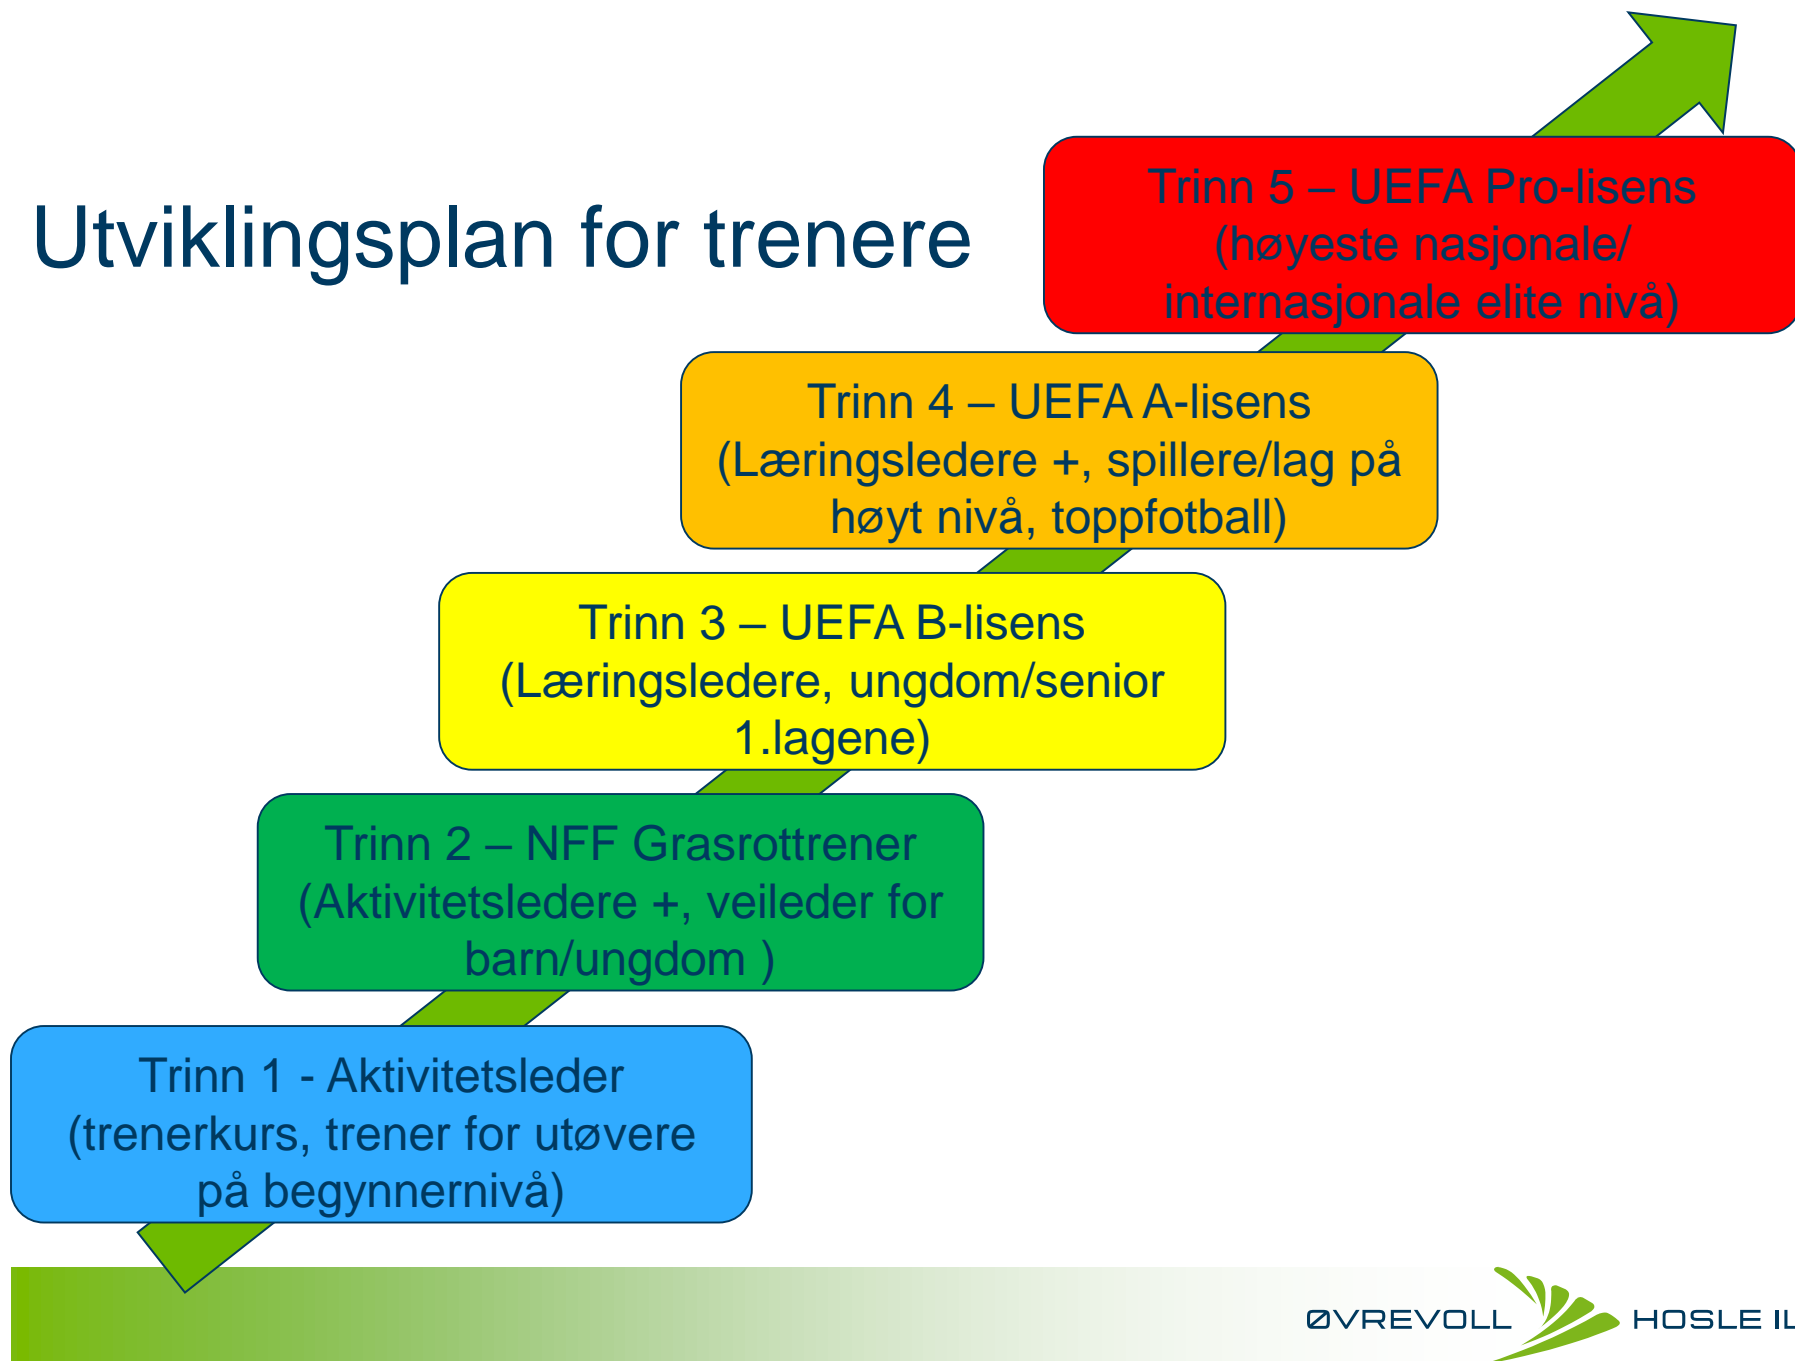 Utviklingsplan for trenere
Trinn 5 – UEFA Pro-lisens
(høyeste nasjonale/
internasjonale elite nivå)
Trinn 4 – UEFA A-lisens
(Læringsledere +, spillere/lag på
høyt nivå, toppfotball)
Trinn 3 – UEFA B-lisens
(Læringsledere, ungdom/senior
1.lagene)
Trinn 2 – NFF Grasrottrener
(Aktivitetsledere +, veileder for
barn/ungdom )
Trinn 1 - Aktivitetsleder
(trenerkurs, trener for utøvere
på begynnernivå)
ØVREVOLL HOSLE IL